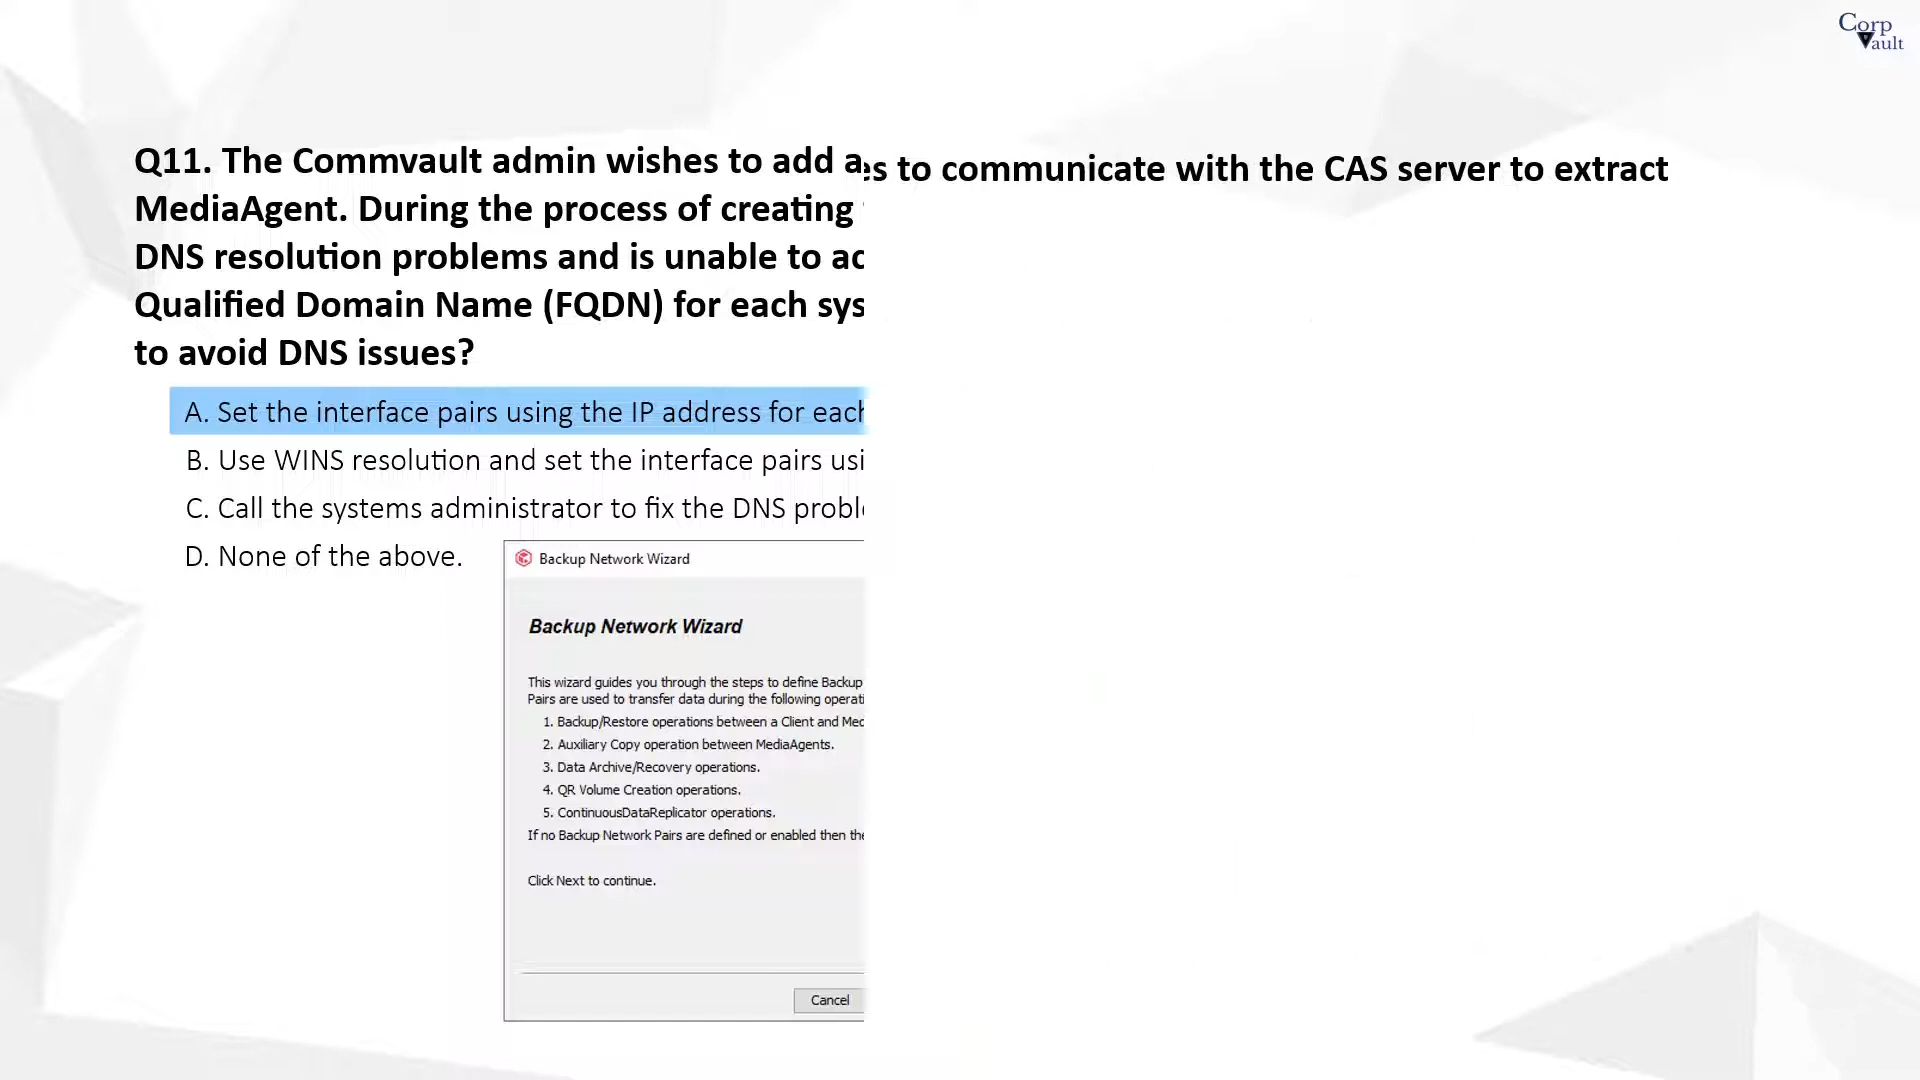 Corp
Vault
Q11. The Commvault admin wishes to add a
to communicate with the CAS server to extract
MediaAgent. During the process of creating
DNS resolution problems and is unable to
Qualified Domain Name (FQDN) for each
to avoid DNS issues?
A. Set the interface pairs using the IP address for each
B. Use WINS resolution and set the interface pairs
C. Call the systems administrator to fix the DNS
D. None of the above.
Backup Network Wizard
Backup Network Wizard
This wizard guides you through the steps to define Backup
Pairs are used to transfer data during the following
1. Backup/Restore operations between a Client and
2. Auxiliary Copy operation between MediaAgents.
3. Data Archive/Recovery operations.
4. QR Volume Creation operations.
5. ContinuousDataReplicator operations.
If no Backup Network Pairs are defined or enabled then
Click Next to continue.
Cancel